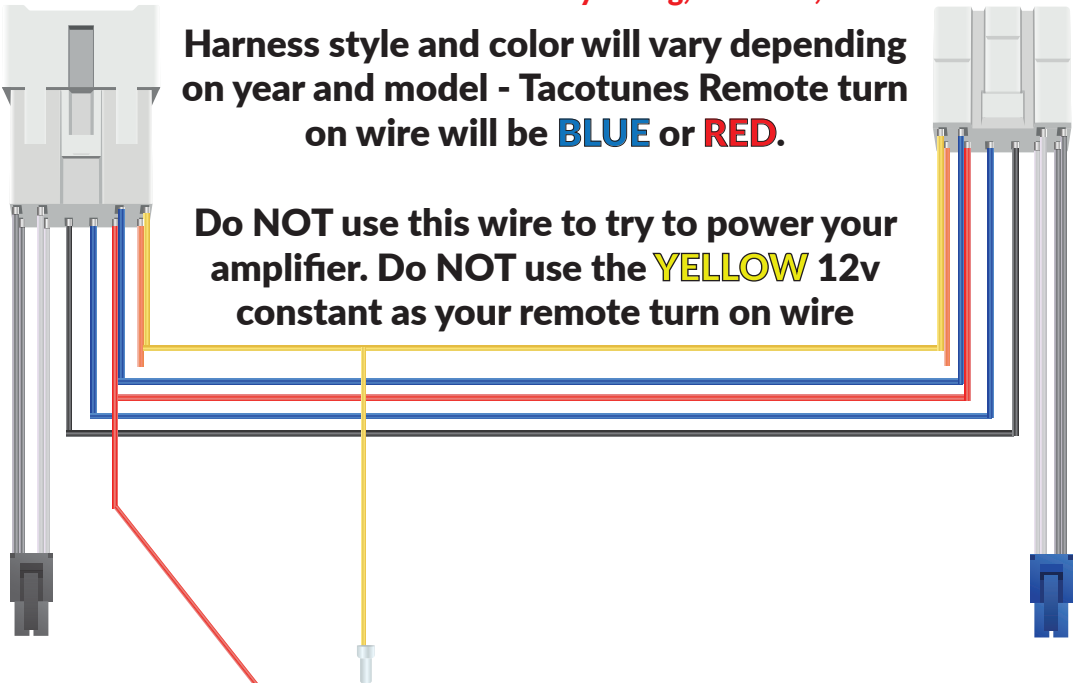 Harness style and color will vary depending
on year and model - Tacotunes Remote turn
on wire will be BLUE or RED.
Do NOT use this wire to try to power your
amplifier. Do NOT use the YELLOW 12v
constant as your remote turn on wire